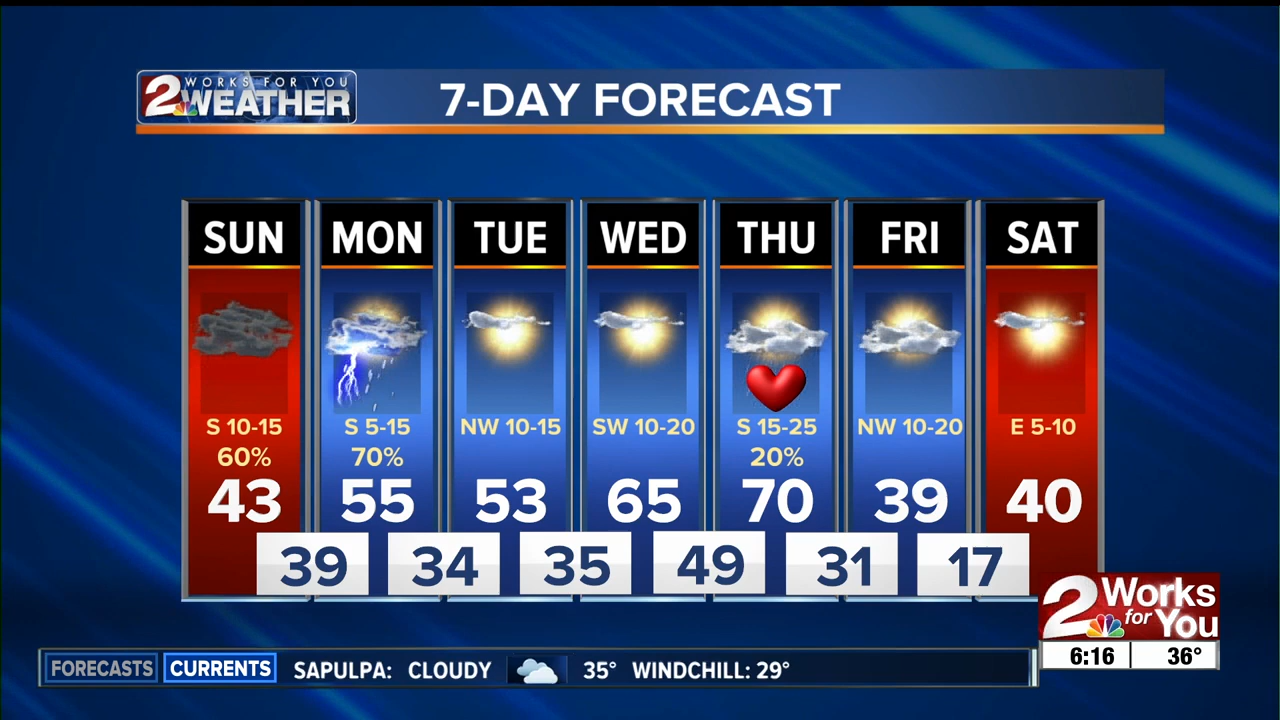 2 WORKS FOR YOU
WEATHER
7-DAY FORECAST
SUN MON TUE WED THU FRI SAT
S 10-15 S 5-15 NW 10-15 SW 10-20 S 15-25 NW 10-20 E 5-10
60% 70% 20%
43 55 53 65 70 39 40
39 34 35 49 31 17
2 Works
for You
6:16 36°
FORECASTS CURRENTS SAPULPA: CLOUDY 35° WINDCHILL: 29°